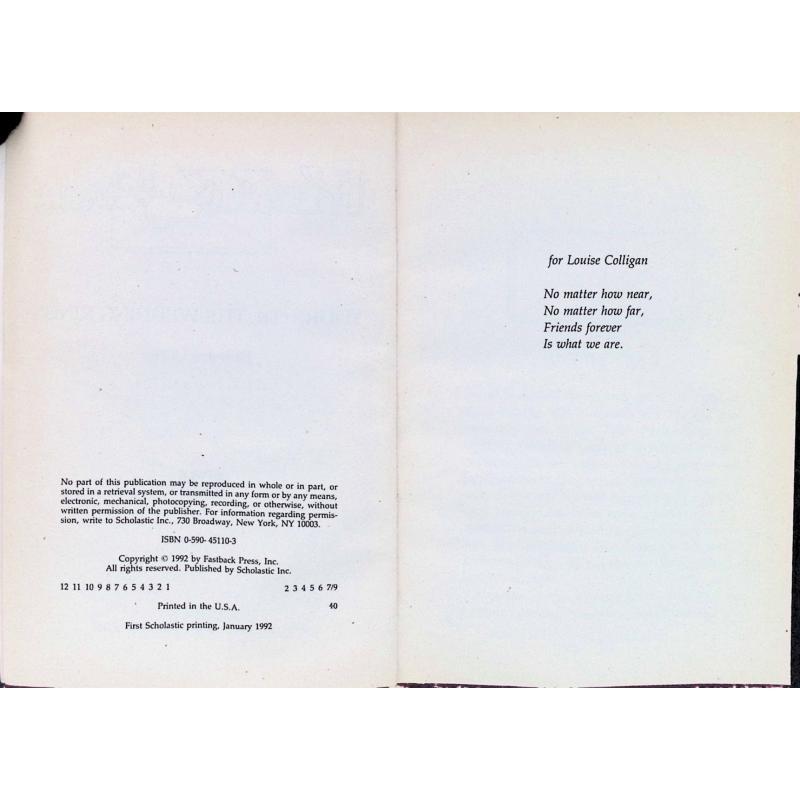 No part of this publication may be reproduced in whole or in part, or
stored in a retrieval system, or transmitted in any form or by any means,
electronic, mechanical, photocopying, recording, or otherwise, without
written permission of the publisher. For information regarding permis-
sion, write to Scholastic Inc., 730 Broadway, New York, NY 10003.
ISBN 0-590- 45110-3
Copyright © 1992 by Fastback Press, Inc.
All rights reserved. Published by Scholastic Inc.
12 11 10 9 8 7 6 5 4 3 2 1 2 3 4 5 6 7/9
Printed in the U.S.A. 40
First Scholastic printing, January 1992
for Louise Colligan
No matter how near,
No matter how far,
Friends forever
Is what we are.